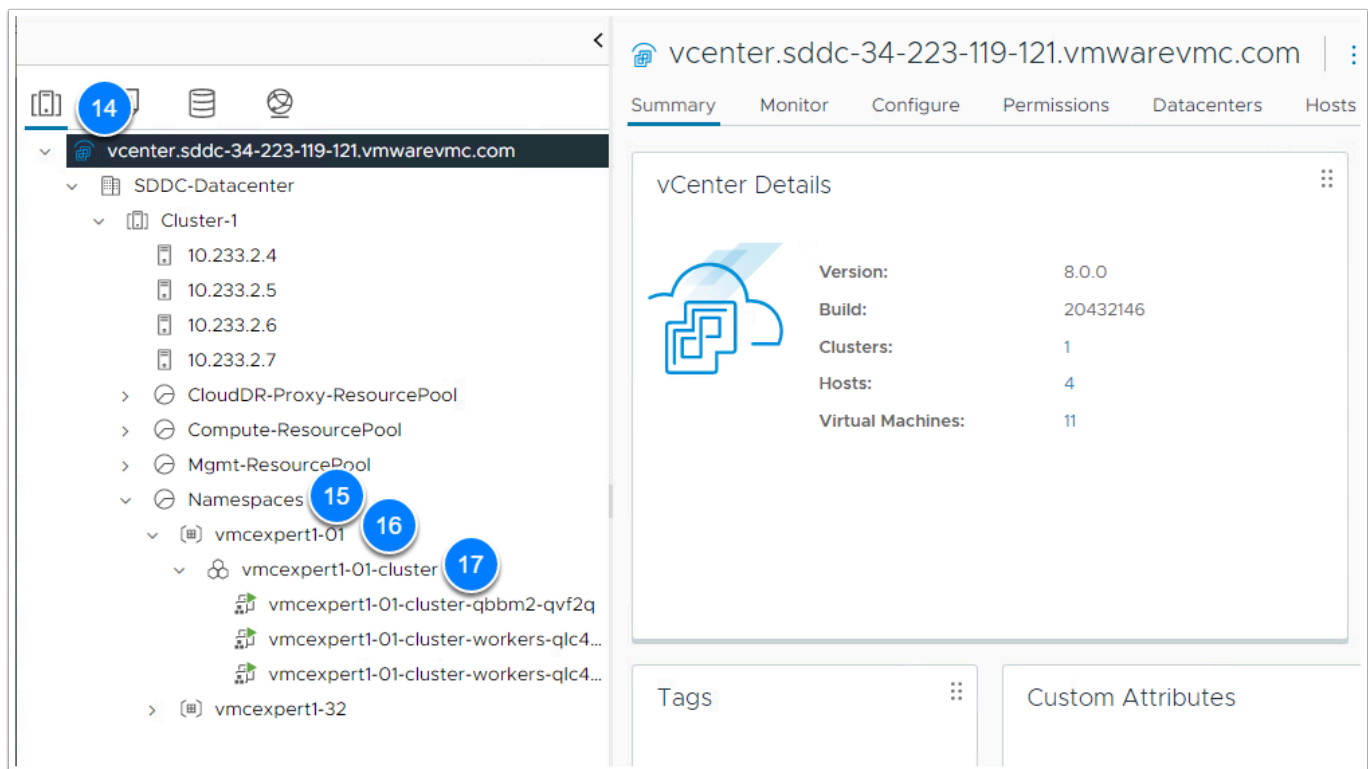 vcenter.sddc-34-223-119-121.vmwarevmc.com
14
Summary Monitor Configure Permissions Datacenters Hosts
vcenter.sddc-34-223-119-121.vmwarevmc.com
SDDC-Datacenter
Cluster-1
10.233.2.4
10.233.2.5
10.233.2.6
10.233.2.7
CloudDR-Proxy-ResourcePool
Compute-ResourcePool
Mgmt-ResourcePool
Namespaces 15
vmcexpert1-01 16
vmcexpert1-01-cluster 17
vmcexpert1-01-cluster-qbbm2-qvf2q
vmcexpert1-01-cluster-workers-qlc4...
vmcexpert1-01-cluster-workers-qlc4...
vmcexpert1-32
vCenter Details
Version: 8.0.0
Build: 20432146
Clusters: 1
Hosts: 4
Virtual Machines: 11
Tags
Custom Attributes